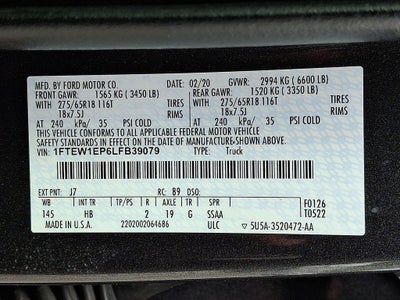 MFD. BY FORD MOTOR CO. 02/20 GVWR: 2994 KG ( 6600 LB)
FRONT GAWR: 1565 KG ( 3450 LB) REAR GAWR: 1520 KG ( 3350 LB)
WITH 275/65R18 116T TIRES WITH 275/65R18 116T TIRES
18x7.5J RIMS 18x7.5J RIMS
AT 240 kPa/ 35 PSI COLD AT 240 kPa/ 35 PSI COLD
THIS VEHICLE CONFORMS TO ALL APPLICABLE FEDERAL MOTOR VEHICLE
SAFETY STANDARDS IN EFFECT ON THE DATE OF MANUFACTURE SHOWN ABOVE.
VIN: 1FTEW1EP6LFB39079 TYPE: Truck
EXT PNT: J7 RC: 89 DSO:
WB INT TR TP/PS R AXLE TR SPR F0126
145 HB 2 19 G SSAA T0522
UTC U.S.A. 2202002064686 ULC ▽ 5U5A-3520472-AA